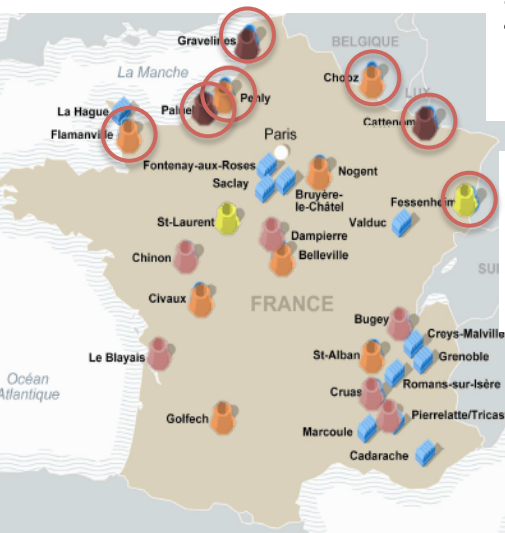 Gravelines
BELGIQUE
La Manche
Chooz
LUX
Penly
Paluel
La Hague
Cattenom
Flamanville
Paris
Fontenay-aux-Roses
Nogent
Saclay
Bruyère-
le-Châtel
Fessenheim
St-Laurent
Valduc
Dampierre
Chinon
Belleville
SUI
Civaux
FRANCE
Bugey
Creys-Malville
Le Blayais
St-Alban
Grenoble
Océan
Atlantique
Romans-sur-Isère
Cruas
Golfech
Pierrelatte/Tricas
Marcoule
Cadarache